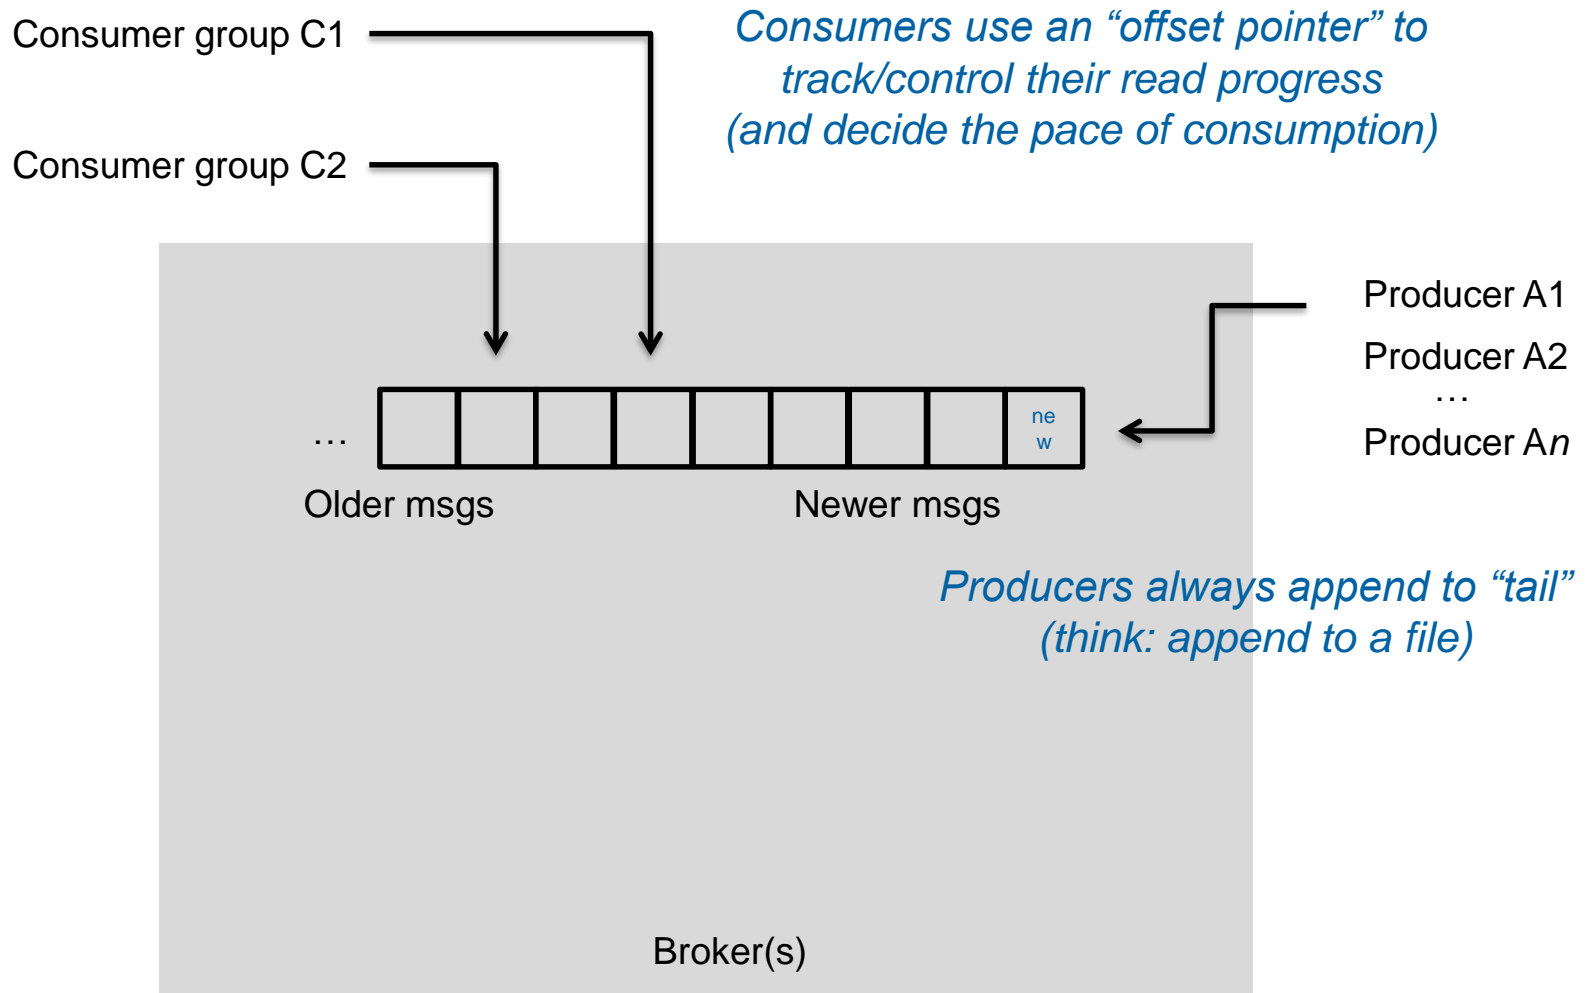 Consumer group C1
Consumers use an “offset pointer” to
track/control their read progress
(and decide the pace of consumption)
Consumer group C2
Producer A1
Producer A2
…
Producer An
…
ne
w
Older msgs
Newer msgs
Producers always append to “tail”
(think: append to a file)
Broker(s)